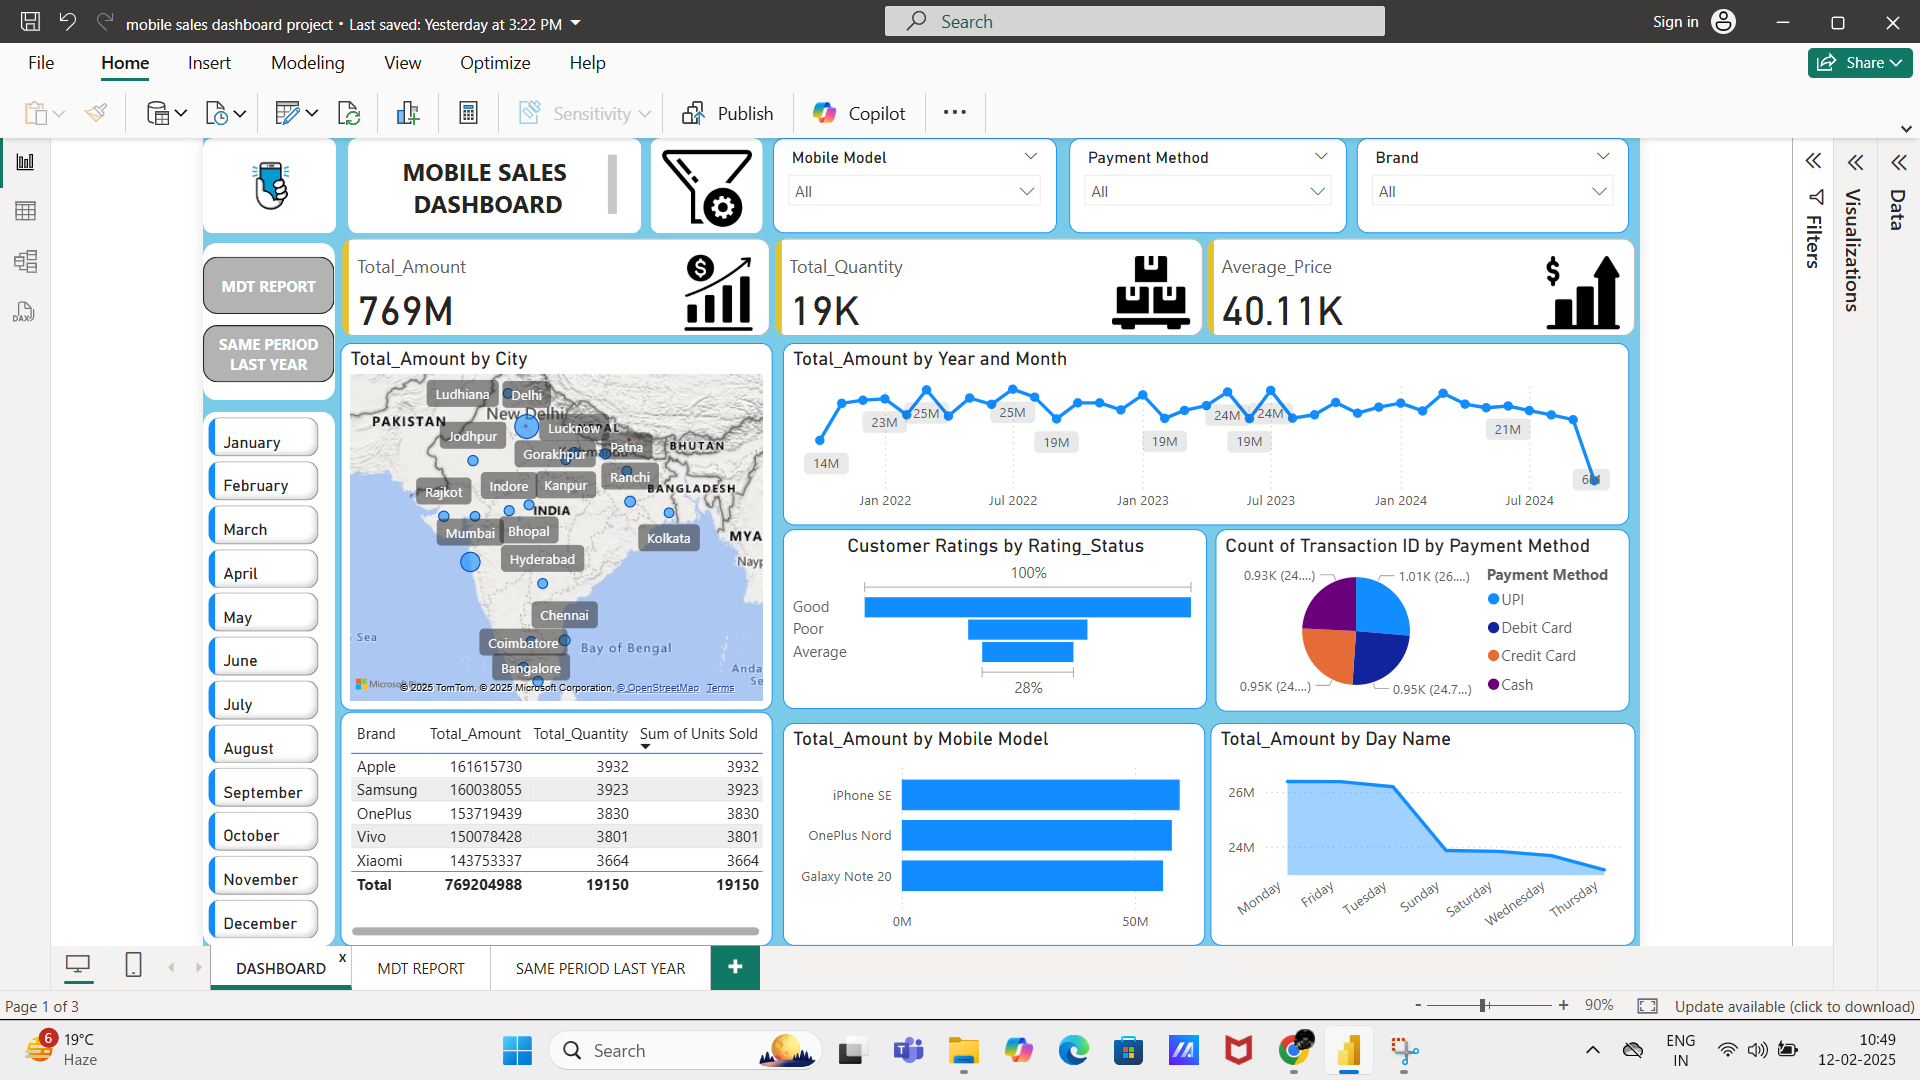 mobile sales dashboard project • Last saved: Yesterday at 3:22 PM
Search
Sign in
File
Home
Insert
Modeling
View
Optimize
Help
Share
Sensitivity
Publish
Copilot
MOBILE SALES
DASHBOARD
Mobile Model
All
Payment Method
All
Brand
All
Filters
Visualizations
Data
DAX
MDT REPORT
SAME PERIOD
LAST YEAR
Total_Amount
769M
Total_Quantity
19K
Average_Price
40.11K
January
February
March
April
May
June
July
August
September
October
November
December
Total_Amount by City
Ludhiana
Delhi
New Delhi
PAKISTAN
Jodhpur
Lucknow
Gorakhpur
Patna
BHUTAN
Rajkot
Indore
Kanpur
Ranchi
BANGLADESH
INDIA
Mumbai
Bhopal
Kolkata
MYA
Hyderabad
Nayp
Chennai
Sea
Coimbatore
Bay of Bengal
Bangalore
Anda
Se
© 2025 TomTom, © 2025 Microsoft Corporation, © OpenStreetMap Terms
Total_Amount by Year and Month
14M
23M
25M
25M
19M
19M
24M
19M
24M
21M
6M
Jan 2022
Jul 2022
Jan 2023
Jul 2023
Jan 2024
Jul 2024
Customer Ratings by Rating_Status
100%
Good
Poor
Average
28%
Count of Transaction ID by Payment Method
0.93K (24....)
1.01K (26....)
0.95K (24....)
0.95K (24.7...)
Payment Method
UPI
Debit Card
Credit Card
Cash
Brand Total_Amount Total_Quantity Sum of Units Sold
Apple 161615730 3932 3932
Samsung 160038055 3923 3923
OnePlus 153719439 3830 3830
Vivo 150078428 3801 3801
Xiaomi 143753337 3664 3664
Total 769204988 19150 19150
Total_Amount by Mobile Model
iPhone SE
OnePlus Nord
Galaxy Note 20
0M
50M
Total_Amount by Day Name
26M
24M
Monday
Friday
Tuesday
Sunday
Saturday
Wednesday
Thursday
DASHBOARD
x
MDT REPORT
SAME PERIOD LAST YEAR
+
Page 1 of 3
- + 90%
Update available (click to download)
6
19°C
Haze
Search
ENG
IN
10:49
12-02-2025